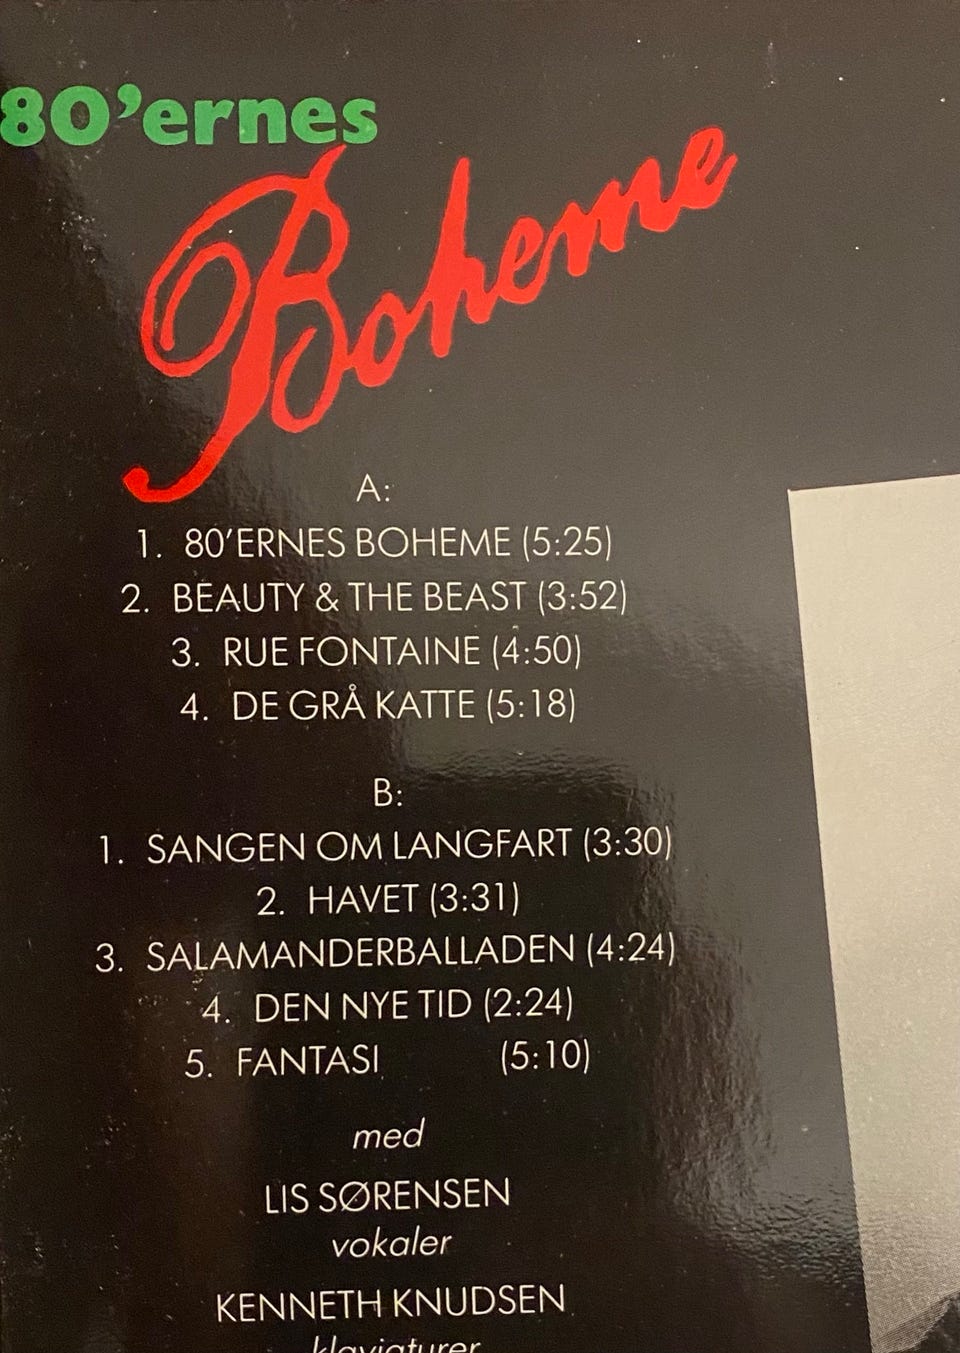 80’ernes
Boheme
A:
1. 80’ERNES BOHEME (5:25)
2. BEAUTY & THE BEAST (3:52)
3. RUE FONTAINE (4:50)
4. DE GRÅ KATTE (5:18)
B:
1. SANGEN OM LANGFART (3:30)
2. HAVET (3:31)
3. SALAMANDERBALLADEN (4:24)
4. DEN NYE TID (2:24)
5. FANTASI (5:10)
med
LIS SØRENSEN
vokaler
KENNETH KNUDSEN
klaviaturer